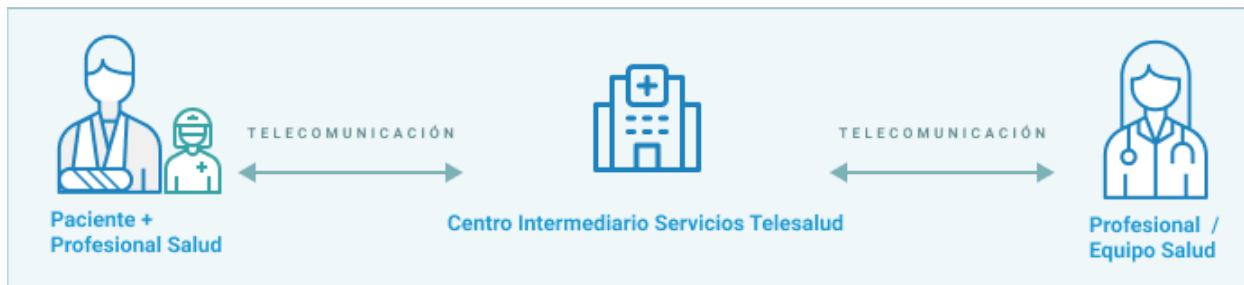 TELECOMUNICACIÓN
TELECOMUNICACIÓN
Paciente +
Profesional Salud
Centro Intermediario Servicios Telesalud
Profesional /
Equipo Salud